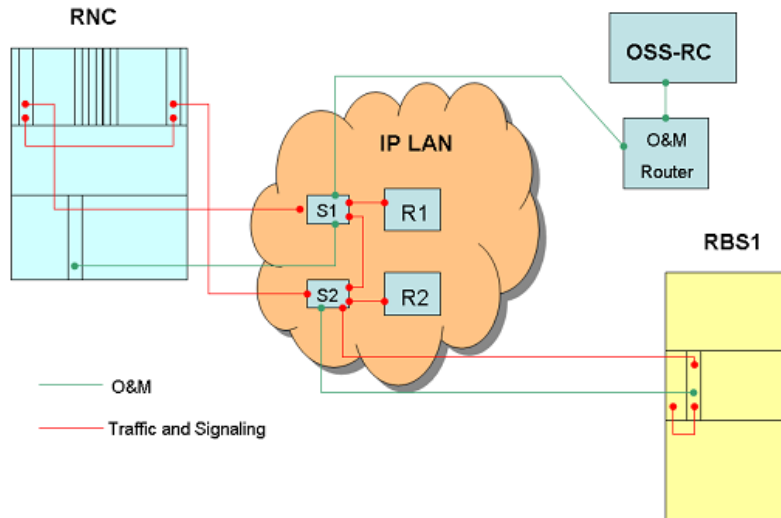 RNC
OSS-RC
IP LAN
O&M
Router
S1
R1
RBS1
S2
R2
O&M
Traffic and Signaling